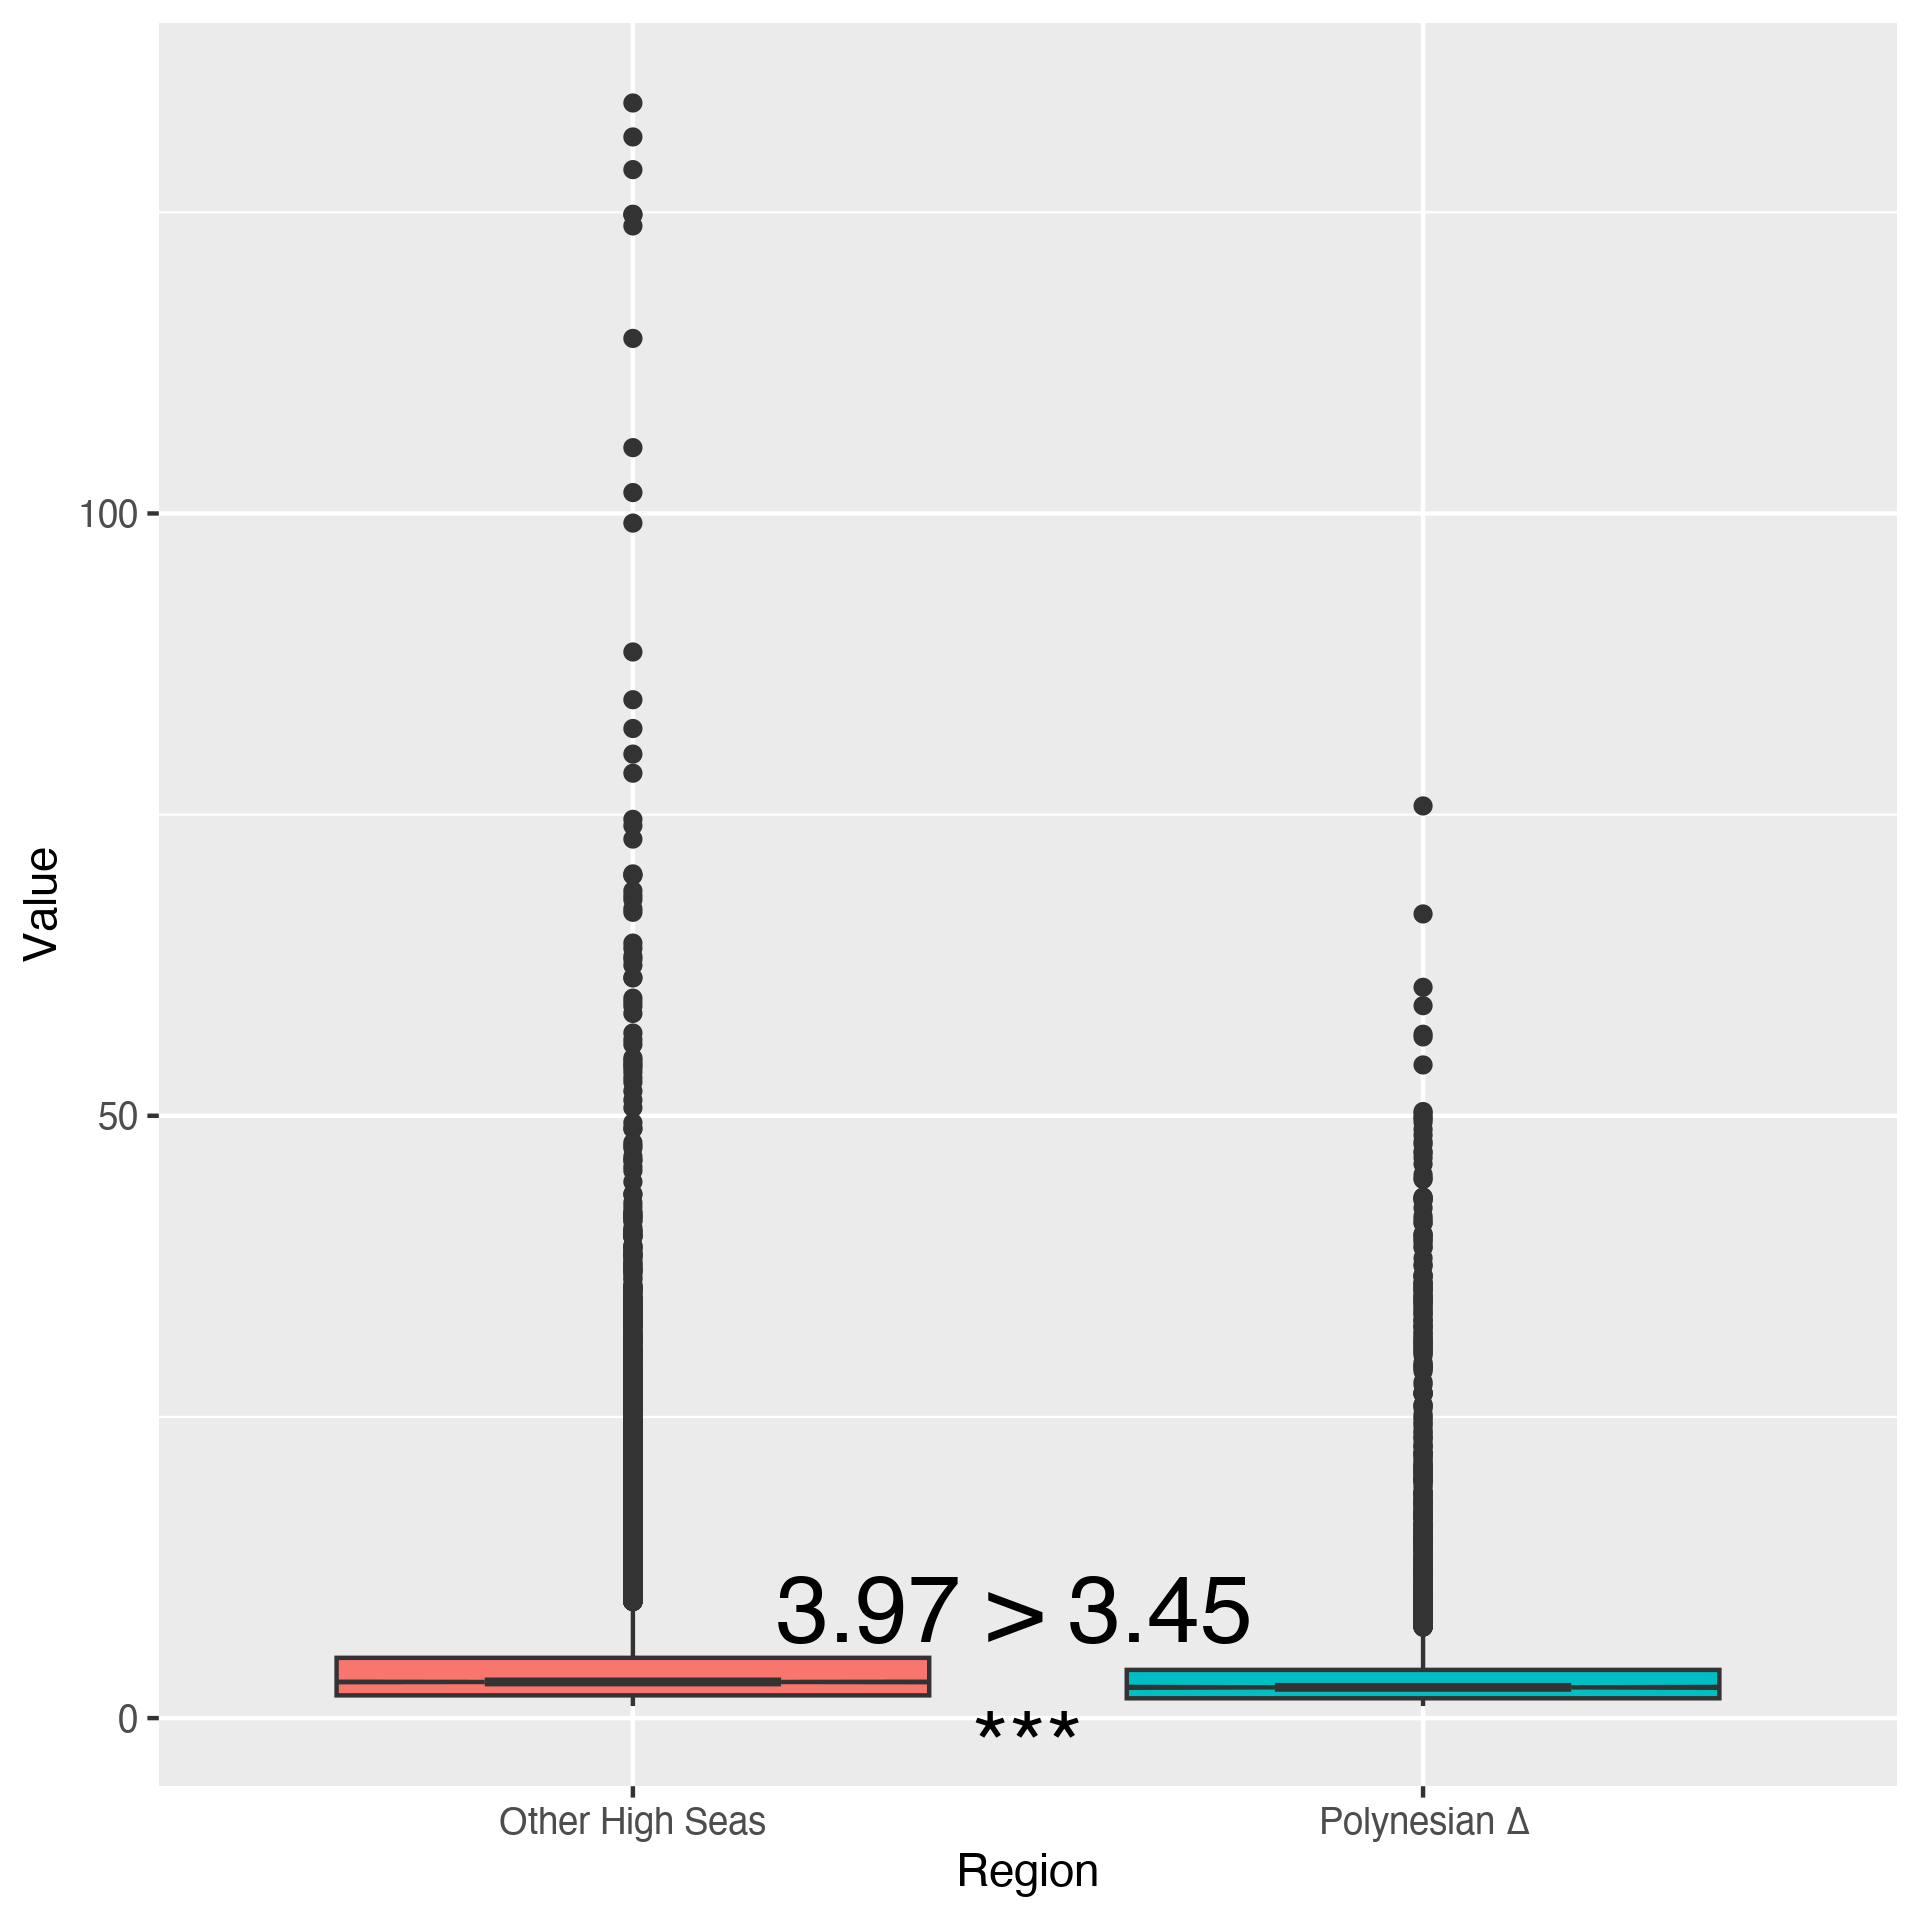 100
50
0
Value
3.97 > 3.45
***
Other High Seas
Polynesian Δ
Region